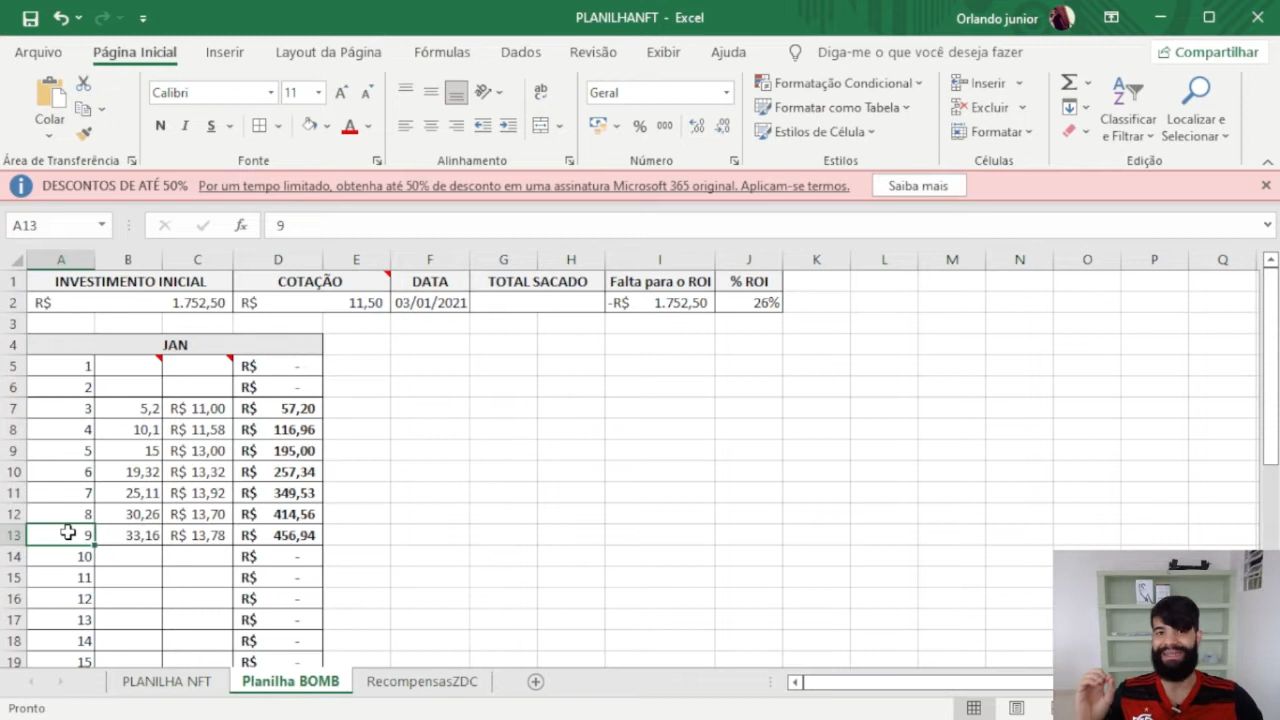 PLANILHANFT - Excel
Orlando junior
Arquivo Página Inicial Inserir Layout da Página Fórmulas Dados Revisão Exibir Ajuda Diga-me o que você deseja fazer Compartilhar
Colar
Área de Transferência
Calibri 11
N I S A
Fonte
ab
Alinhamento
Geral
% 000
Número
Formatação Condicional
Formatar como Tabela
Estilos de Célula
Estilos
Inserir
Excluir
Formatar
Células
Classificar e Filtrar
Localizar e Selecionar
Edição
DESCONTOS DE ATÉ 50% Por um tempo limitado, obtenha até 50% de desconto em uma assinatura Microsoft 365 original. Aplicam-se termos. Saiba mais
A13 fx 9
A B C D E F G H I J K L M N O P Q
1 INVESTIMENTO INICIAL COTAÇÃO DATA TOTAL SACADO Falta para o ROI % ROI
2 R$ 1.752,50 R$ 11,50 03/01/2021 -R$ 1.752,50 26%
3
4 JAN
5 1 R$ -
6 2 R$ -
7 3 5,2 R$ 11,00 R$ 57,20
8 4 10,1 R$ 11,58 R$ 116,96
9 5 15 R$ 13,00 R$ 195,00
10 6 19,32 R$ 13,32 R$ 257,34
11 7 25,11 R$ 13,92 R$ 349,53
12 8 30,26 R$ 13,70 R$ 414,56
13 9 33,16 R$ 13,78 R$ 456,94
14 10 R$ -
15 11 R$ -
16 12 R$ -
17 13 R$ -
18 14 R$ -
19 15 R$ -
PLANILHA NFT Planilha BOMB RecompensasZDC
Pronto